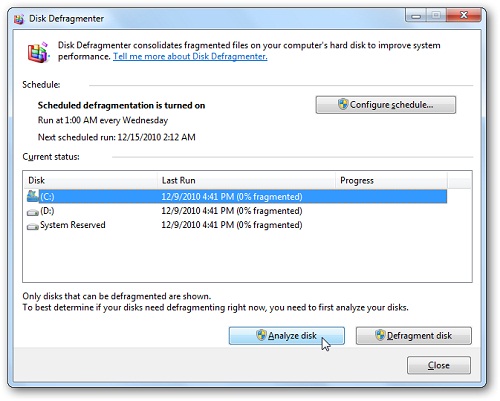 Disk Defragmenter
Disk Defragmenter consolidates fragmented files on your computer's hard disk to improve system
performance. Tell me more about Disk Defragmenter.
Schedule:
Scheduled defragmentation is turned on
Run at 1:00 AM every Wednesday
Next scheduled run: 12/15/2010 2:12 AM
Configure schedule...
Current status:
Disk Last Run Progress
(C:) 12/9/2010 4:41 PM (0% fragmented)
(D:) 12/9/2010 4:41 PM (0% fragmented)
System Reserved 12/9/2010 4:41 PM (0% fragmented)
Only disks that can be defragmented are shown.
To best determine if your disks need defragmenting right now, you need to first analyze your disks.
Analyze disk Defragment disk
Close